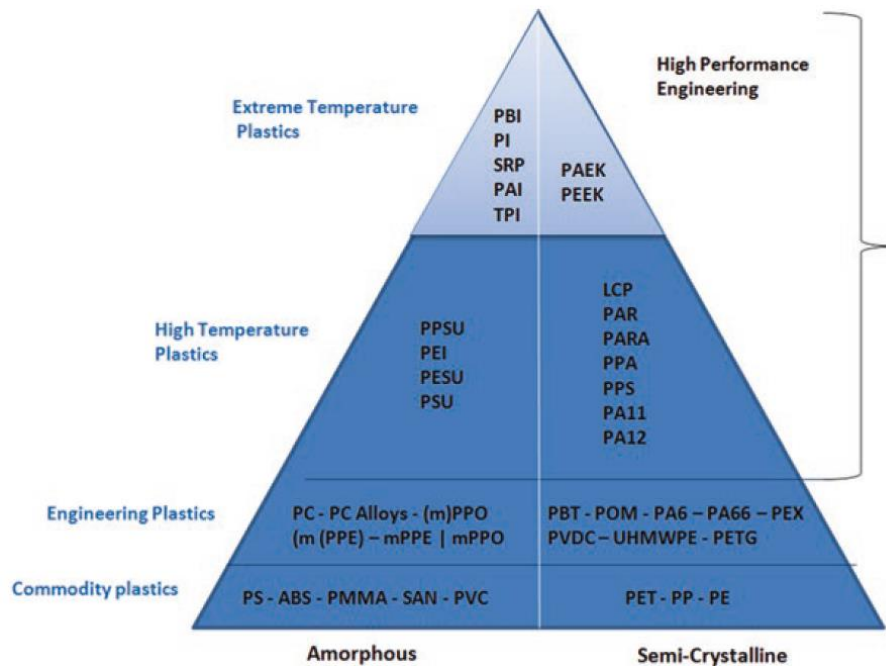 High Performance
Engineering
Extreme Temperature
Plastics
PBI
PI
SRP
PAI
TPI
PAEK
PEEK
High Temperature
Plastics
PPSU
PEI
PESU
PSU
LCP
PAR
PARA
PPA
PPS
PA11
PA12
Engineering Plastics
PC - PC Alloys - (m)PPO
(m (PPE) – mPPE | mPPO
PBT - POM - PA6 – PA66 – PEX
PVDC – UHMWPE - PETG
Commodity plastics
PS - ABS - PMMA - SAN - PVC
PET - PP - PE
Amorphous
Semi-Crystalline